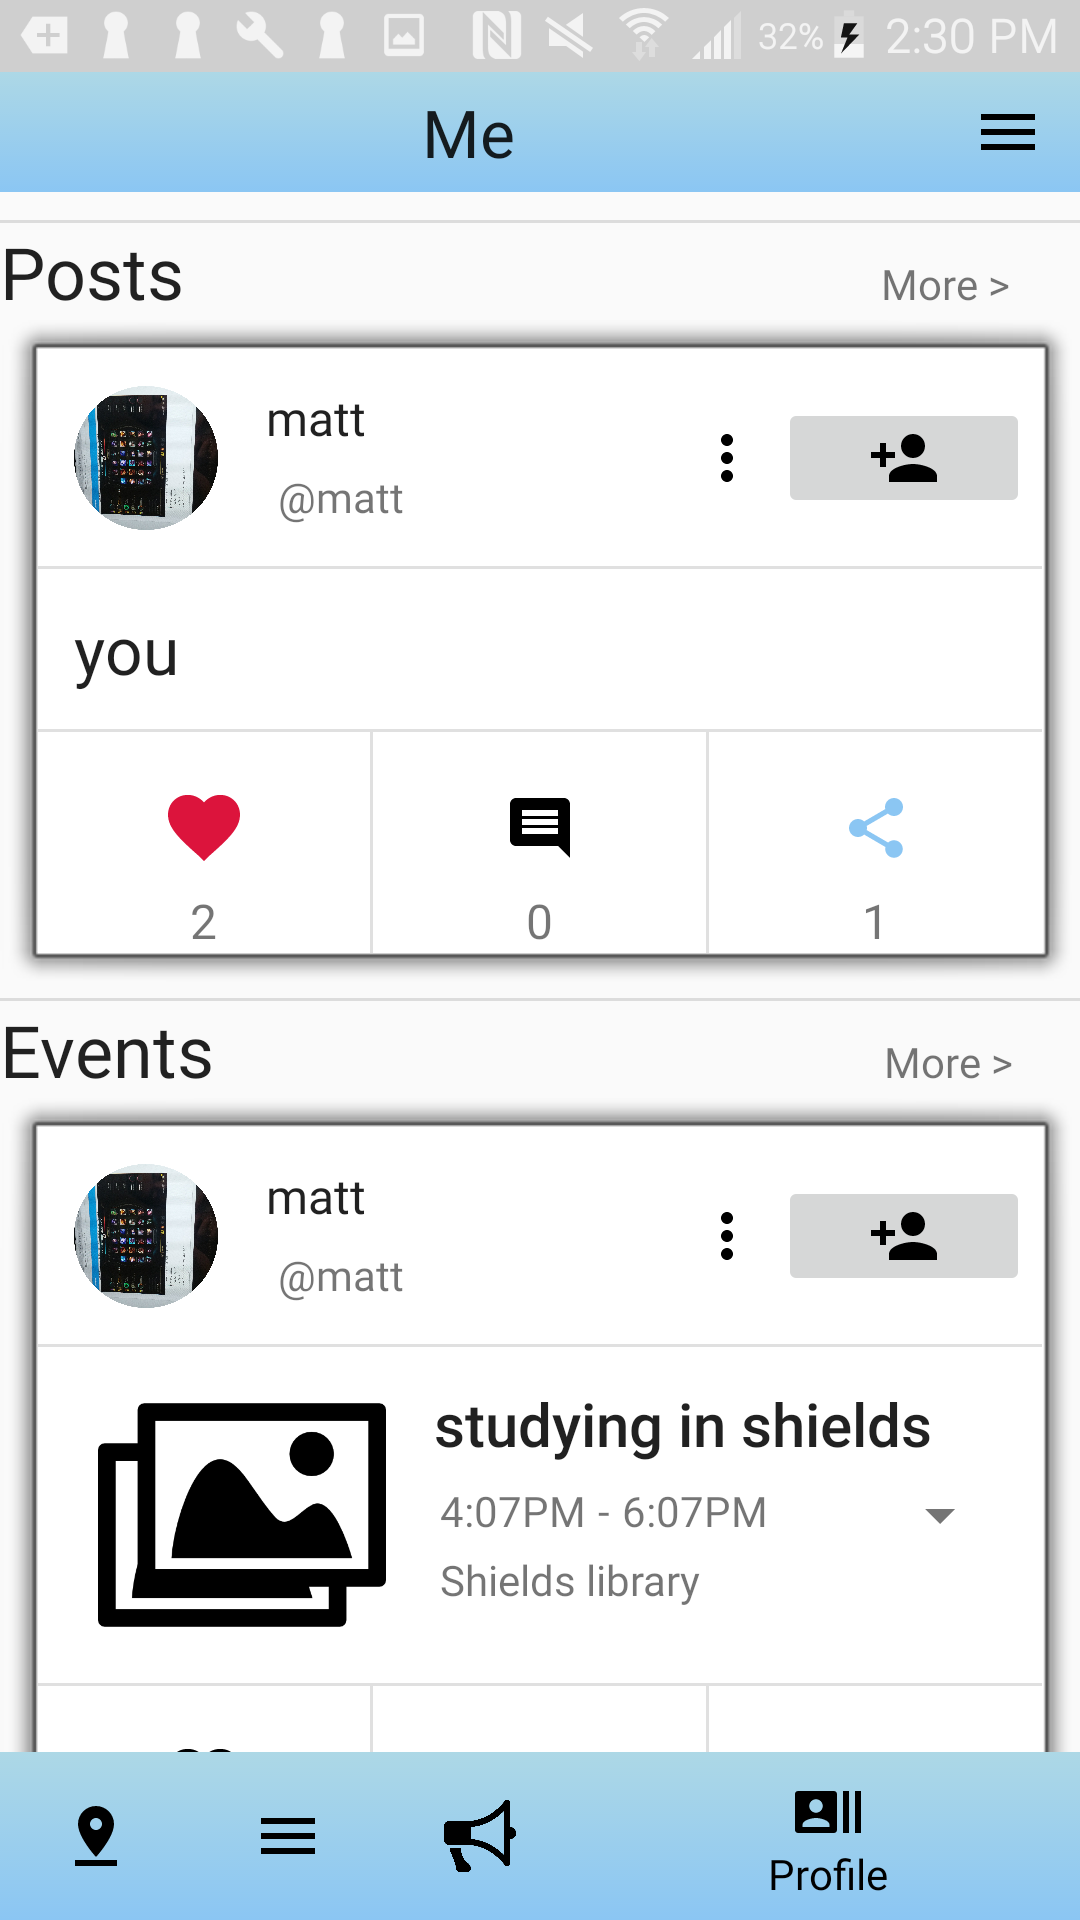 32% 2:30 PM
Me
Posts
More >
matt
@matt
you
2
0
1
Events
More >
matt
@matt
studying in shields
4:07PM - 6:07PM
Shields library
Profile